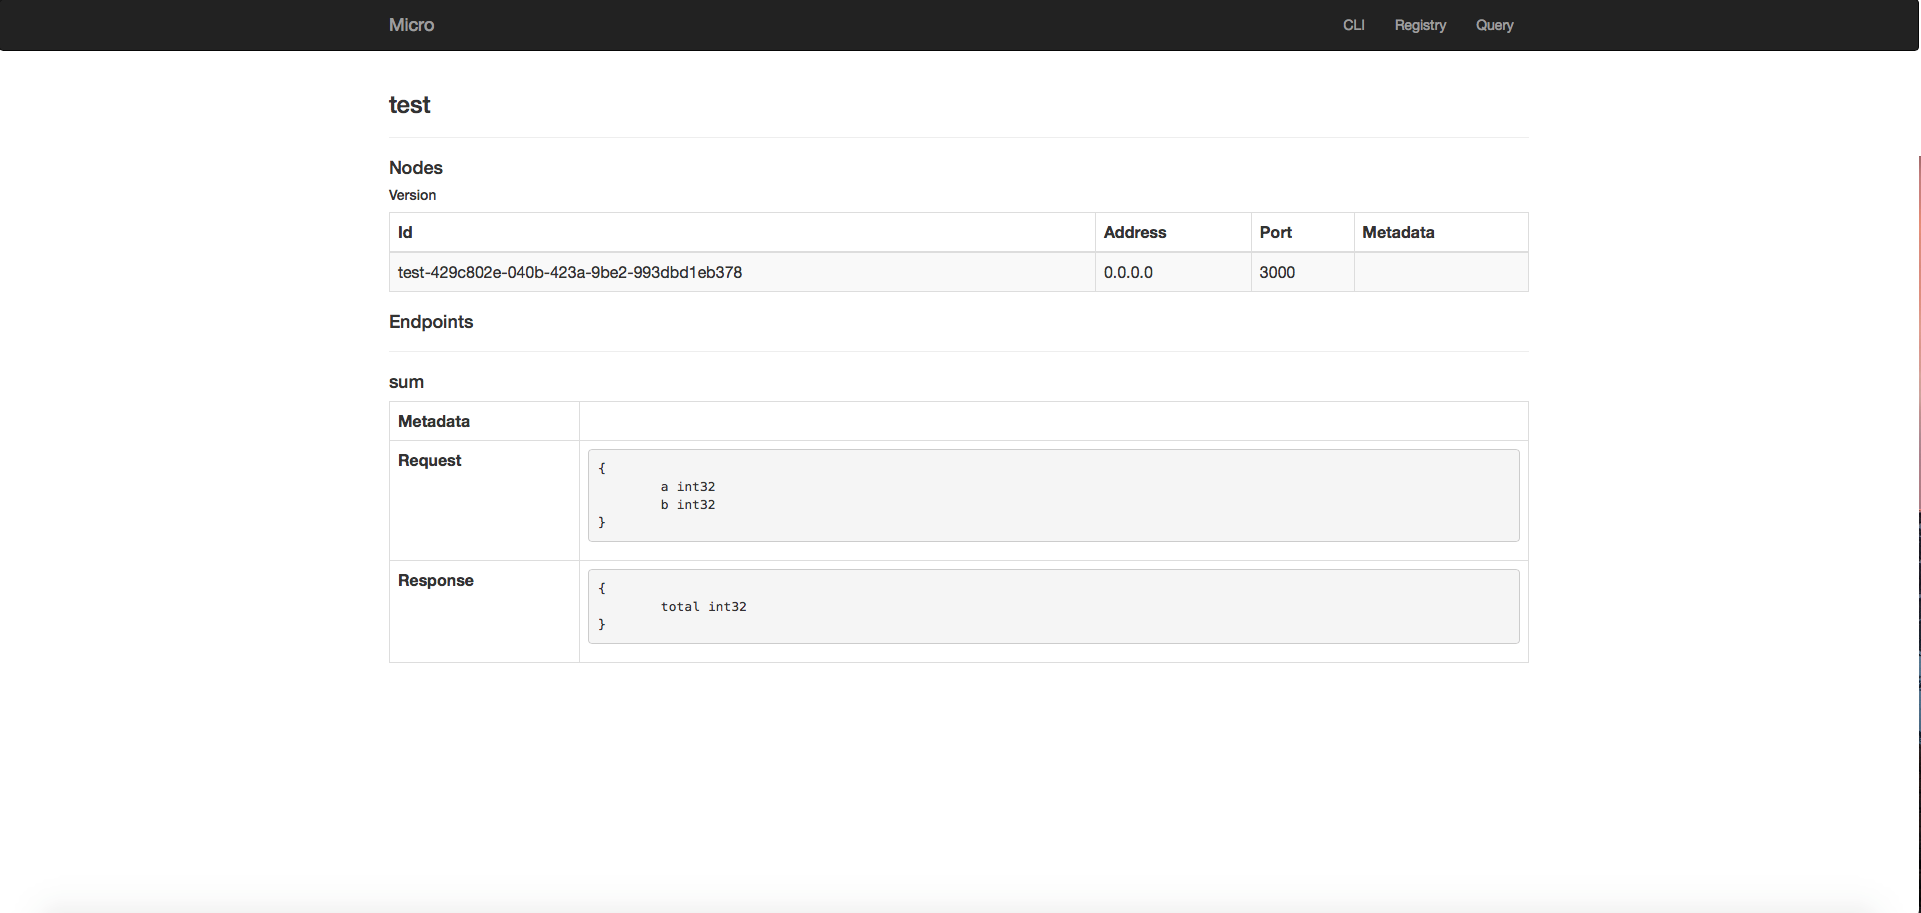 Micro CLI Registry Query
test
Nodes
Version
Id Address Port Metadata
test-429c802e-040b-423a-9be2-993dbd1eb378 0.0.0.0 3000
Endpoints
sum
Metadata
Request
{
a int32
b int32
}
Response
{
total int32
}